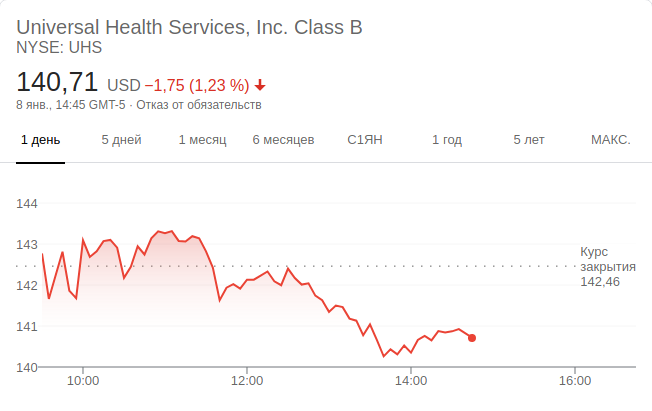 Universal Health Services, Inc. Class B
NYSE: UHS
140,71 USD −1,75 (1,23 %)
8 янв., 14:45 GMT-5 · Отказ от обязательств
1 день 5 дней 1 месяц 6 месяцев С1ЯН 1 год 5 лет МАКС.
144
143
Курс
закрытия
142,46
142
141
140
10:00 12:00 14:00 16:00